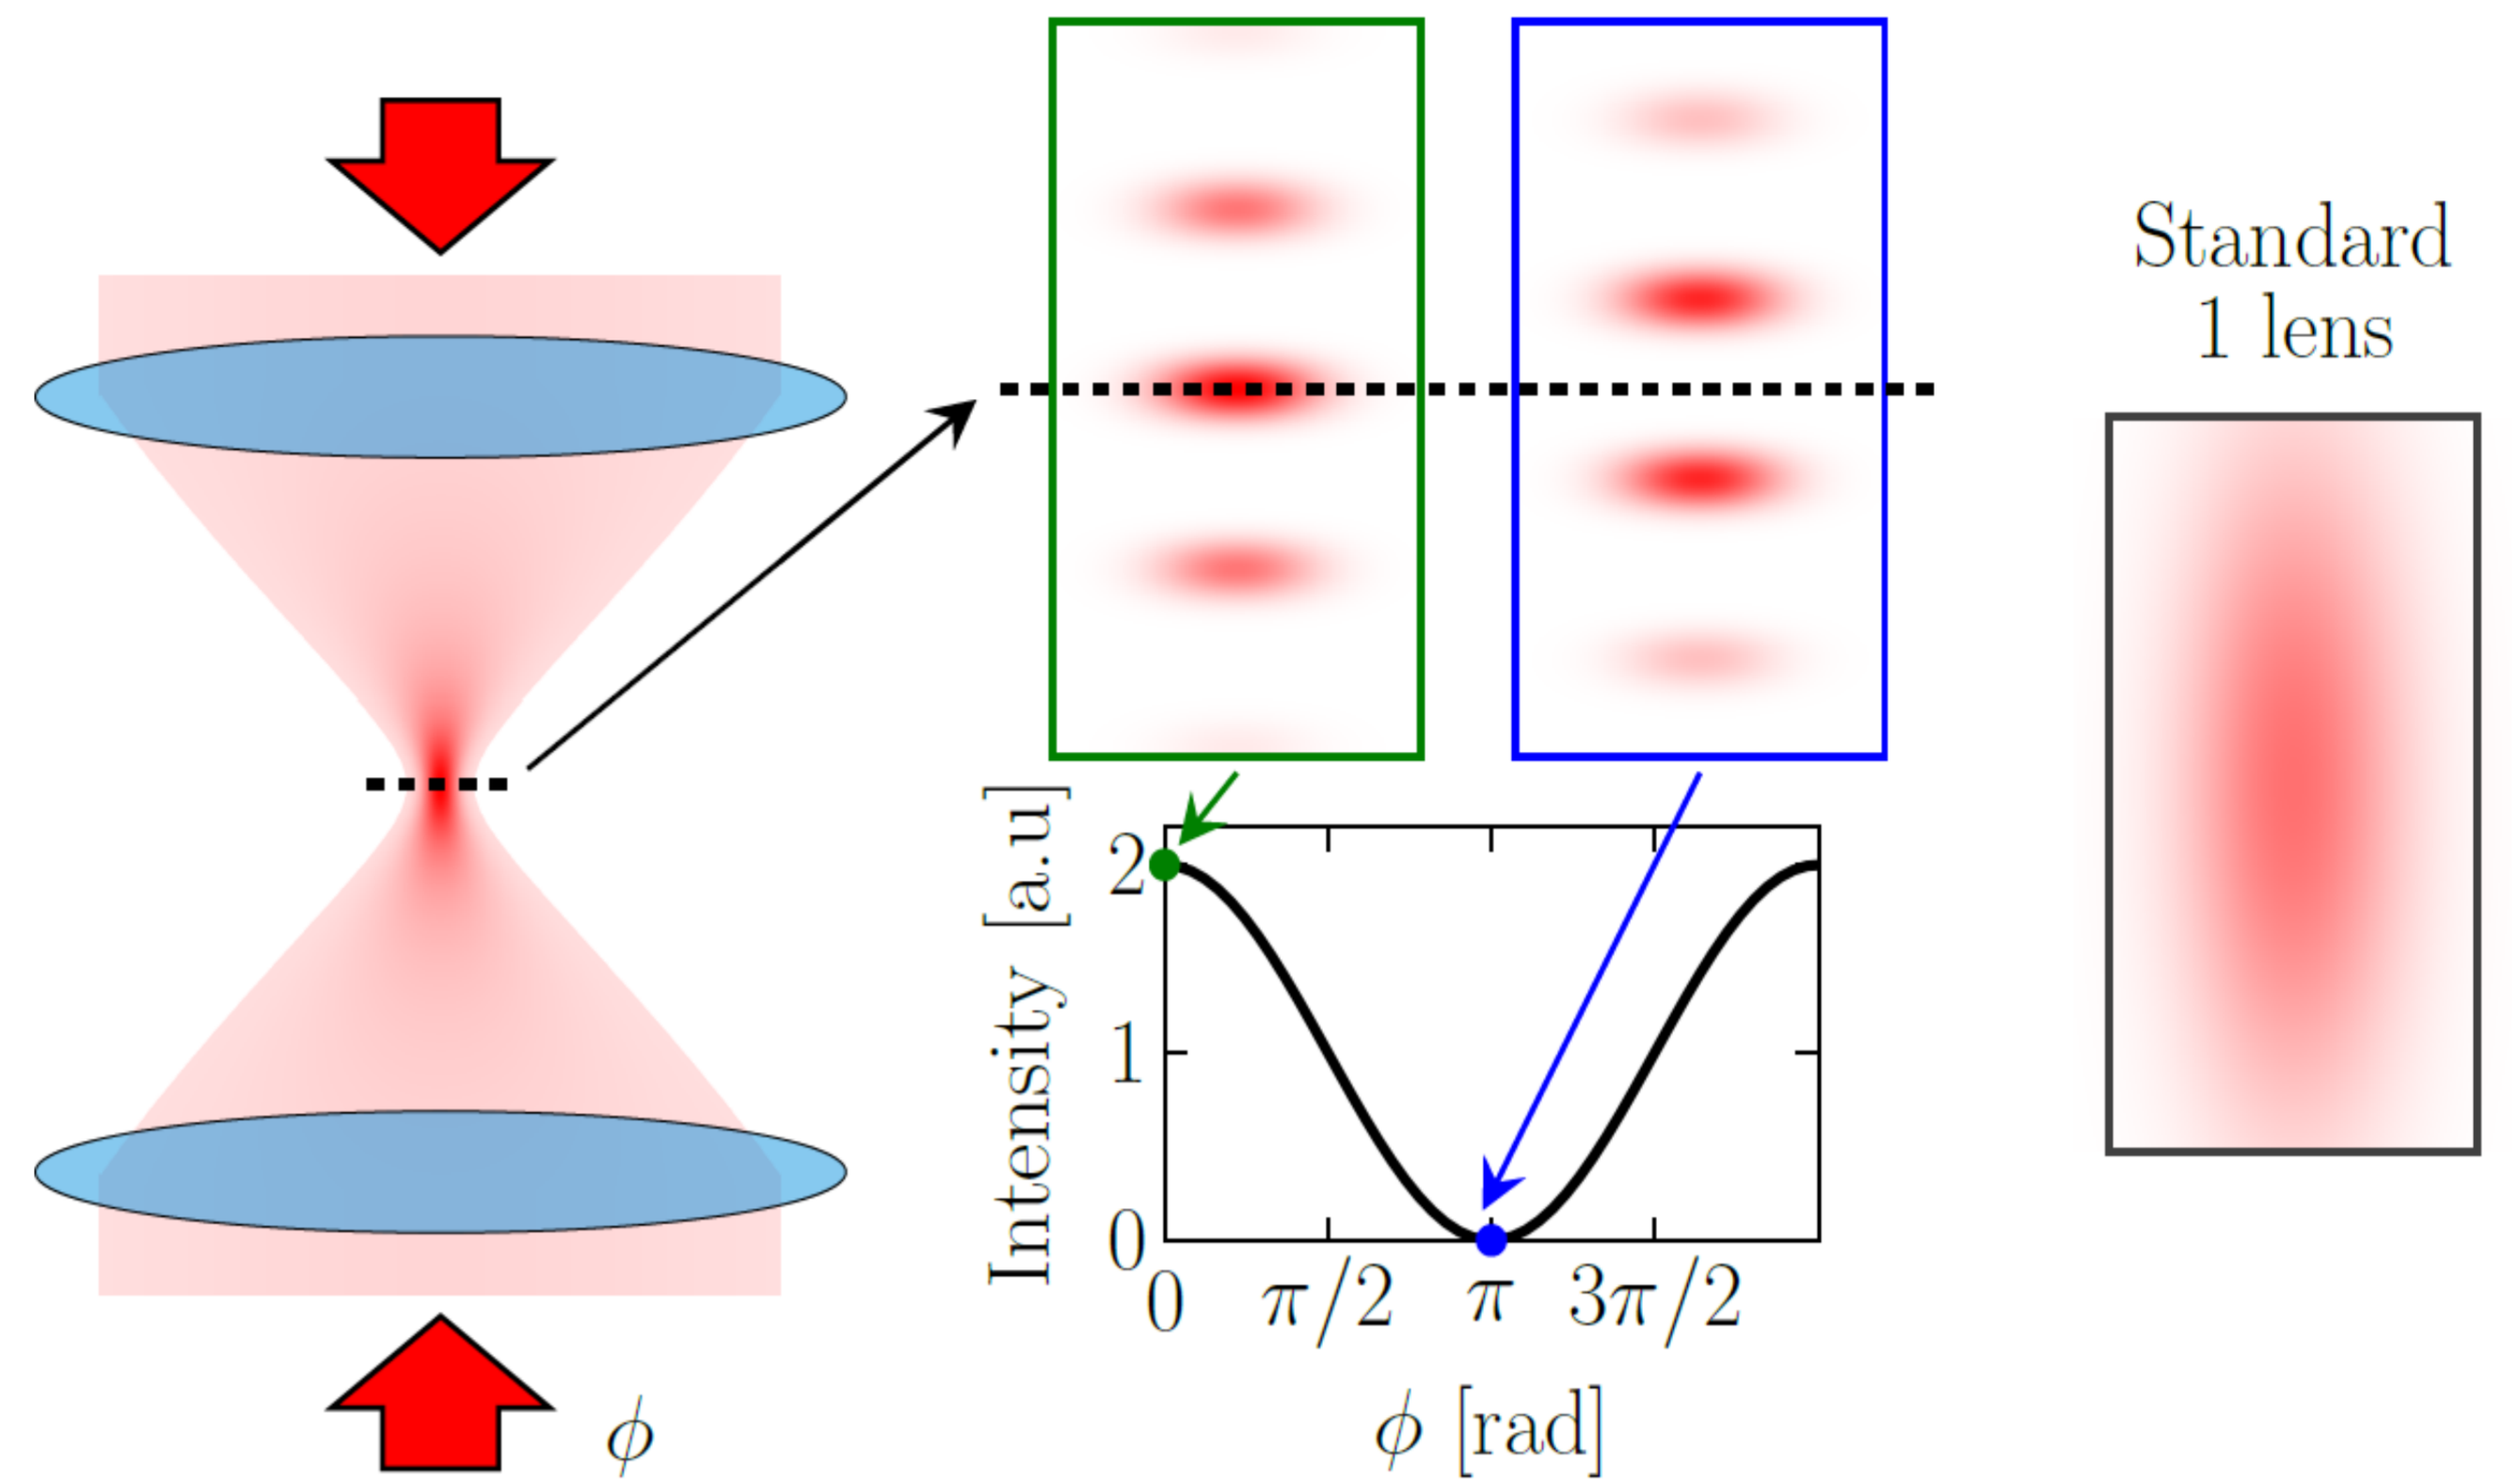 Standard
1 lens
Intensity [a.u]
2
1
0
0 π/2 π 3π/2
ϕ [rad]
ϕ